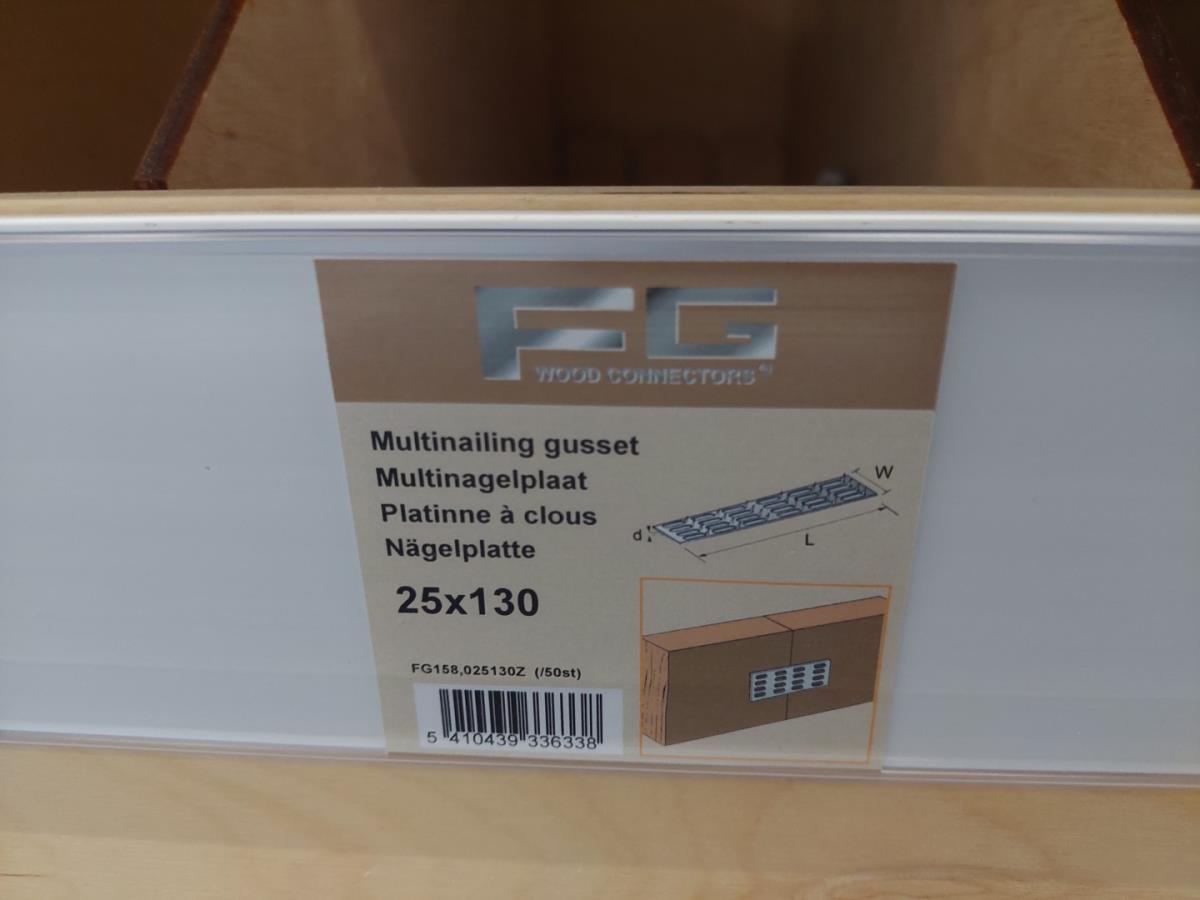 FG
WOOD CONNECTORS
Multinailing gusset
Multinagelplaat
Platinne à clous
Nägelplatte
25x130
FG158,025130Z (/50st)
5 410439 336338
W
d
L